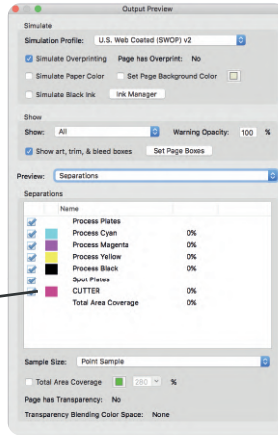 Output Preview
Simulate
Simulation Profile: U.S. Web Coated (SWOP) v2
Simulate Overprinting Page has Overprint: No
Simulate Paper Color Set Page Background Color
Simulate Black Ink Ink Manager
Show
Show: All Warning Opacity: 100 %
Show art, trim, & bleed boxes Set Page Boxes
Preview: Separations
Separations
Name
Process Plates
Process Cyan 0%
Process Magenta 0%
Process Yellow 0%
Process Black 0%
Spot Plates
CUTTER 0%
Total Area Coverage 0%
Sample Size: Point Sample
Total Area Coverage 280 %
Page has Transparency: No
Transparency Blending Color Space: None